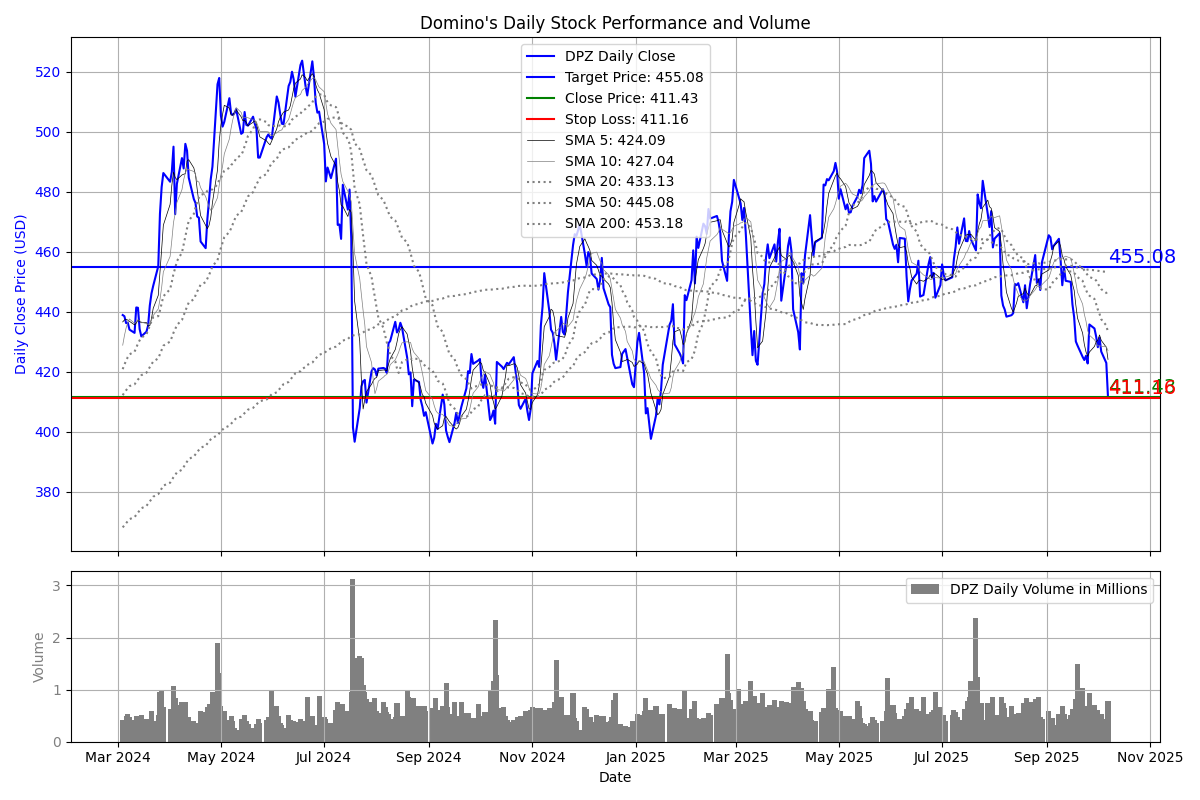 Domino's Daily Stock Performance and Volume
DPZ Daily Close
Target Price: 455.08
Close Price: 411.43
Stop Loss: 411.16
SMA 5: 424.09
SMA 10: 427.04
SMA 20: 433.13
SMA 50: 445.08
SMA 200: 453.18
Daily Close Price (USD)
520
500
480
460
440
420
400
380
455.08
411.43
411.16
DPZ Daily Volume in Millions
Volume
3
2
1
0
Mar 2024 May 2024 Jul 2024 Sep 2024 Nov 2024 Jan 2025 Mar 2025 May 2025 Jul 2025 Sep 2025 Nov 2025
Date